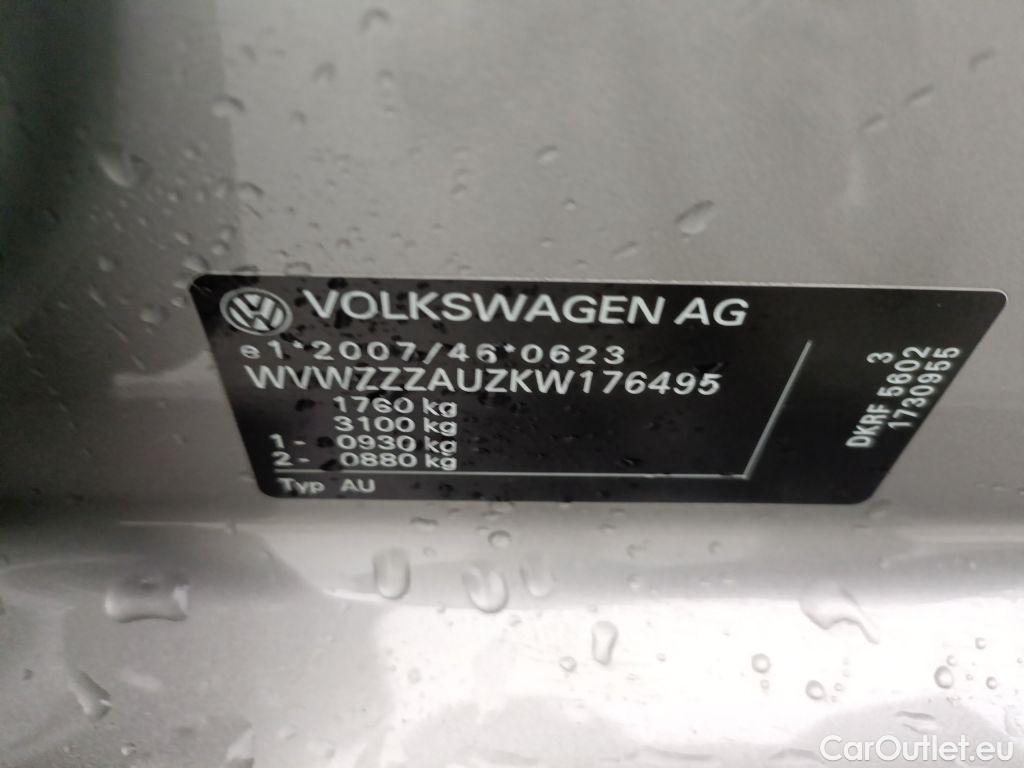 VOLKSWAGEN AG
e1*2007/46*0623
WVWZZZAUZKW176495
1760 kg
3100 kg
1- 0930 kg
2- 0880 kg
Typ AU
3
DKRF 5602
1730955
CarOutlet.eu